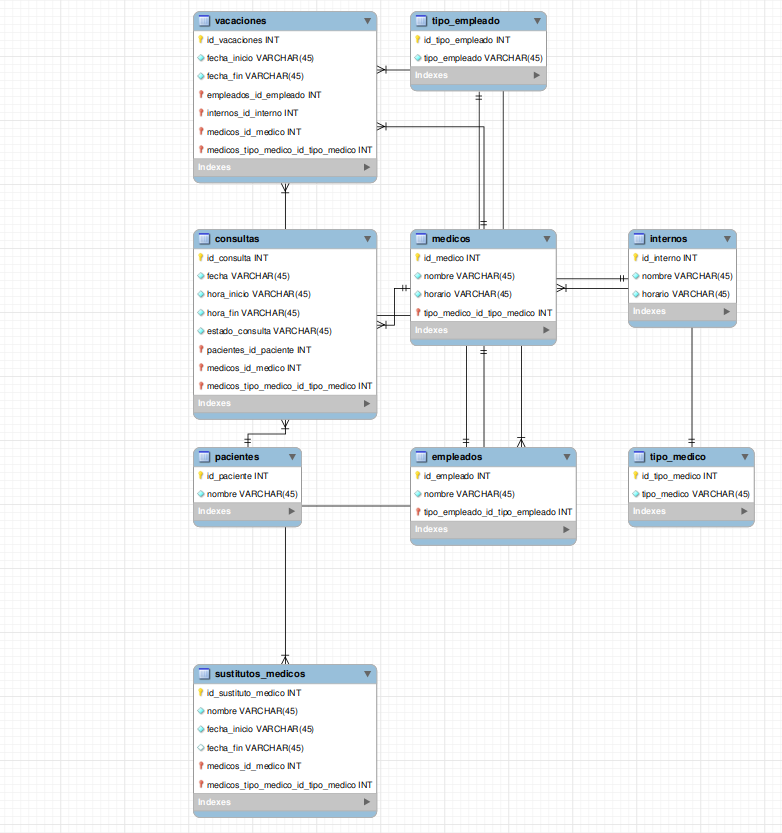 vacaciones
id_vacaciones INT
fecha_inicio VARCHAR(45)
fecha_fin VARCHAR(45)
empleados_id_empleado INT
internos_id_interno INT
medicos_id_medico INT
medicos_tipo_medico_id_tipo_medico INT
Indexes
tipo_empleado
id_tipo_empleado INT
tipo_empleado VARCHAR(45)
Indexes
consultas
id_consulta INT
fecha VARCHAR(45)
hora_inicio VARCHAR(45)
hora_fin VARCHAR(45)
estado_consulta VARCHAR(45)
pacientes_id_paciente INT
medicos_id_medico INT
medicos_tipo_medico_id_tipo_medico INT
Indexes
medicos
id_medico INT
nombre VARCHAR(45)
horario VARCHAR(45)
tipo_medico_id_tipo_medico INT
Indexes
internos
id_interno INT
nombre VARCHAR(45)
horario VARCHAR(45)
Indexes
pacientes
id_paciente INT
nombre VARCHAR(45)
Indexes
empleados
id_empleado INT
nombre VARCHAR(45)
tipo_empleado_id_tipo_empleado INT
Indexes
tipo_medico
id_tipo_medico INT
tipo_medico VARCHAR(45)
Indexes
sustitutos_medicos
id_sustituto_medico INT
nombre VARCHAR(45)
fecha_inicio VARCHAR(45)
fecha_fin VARCHAR(45)
medicos_id_medico INT
medicos_tipo_medico_id_tipo_medico INT
Indexes